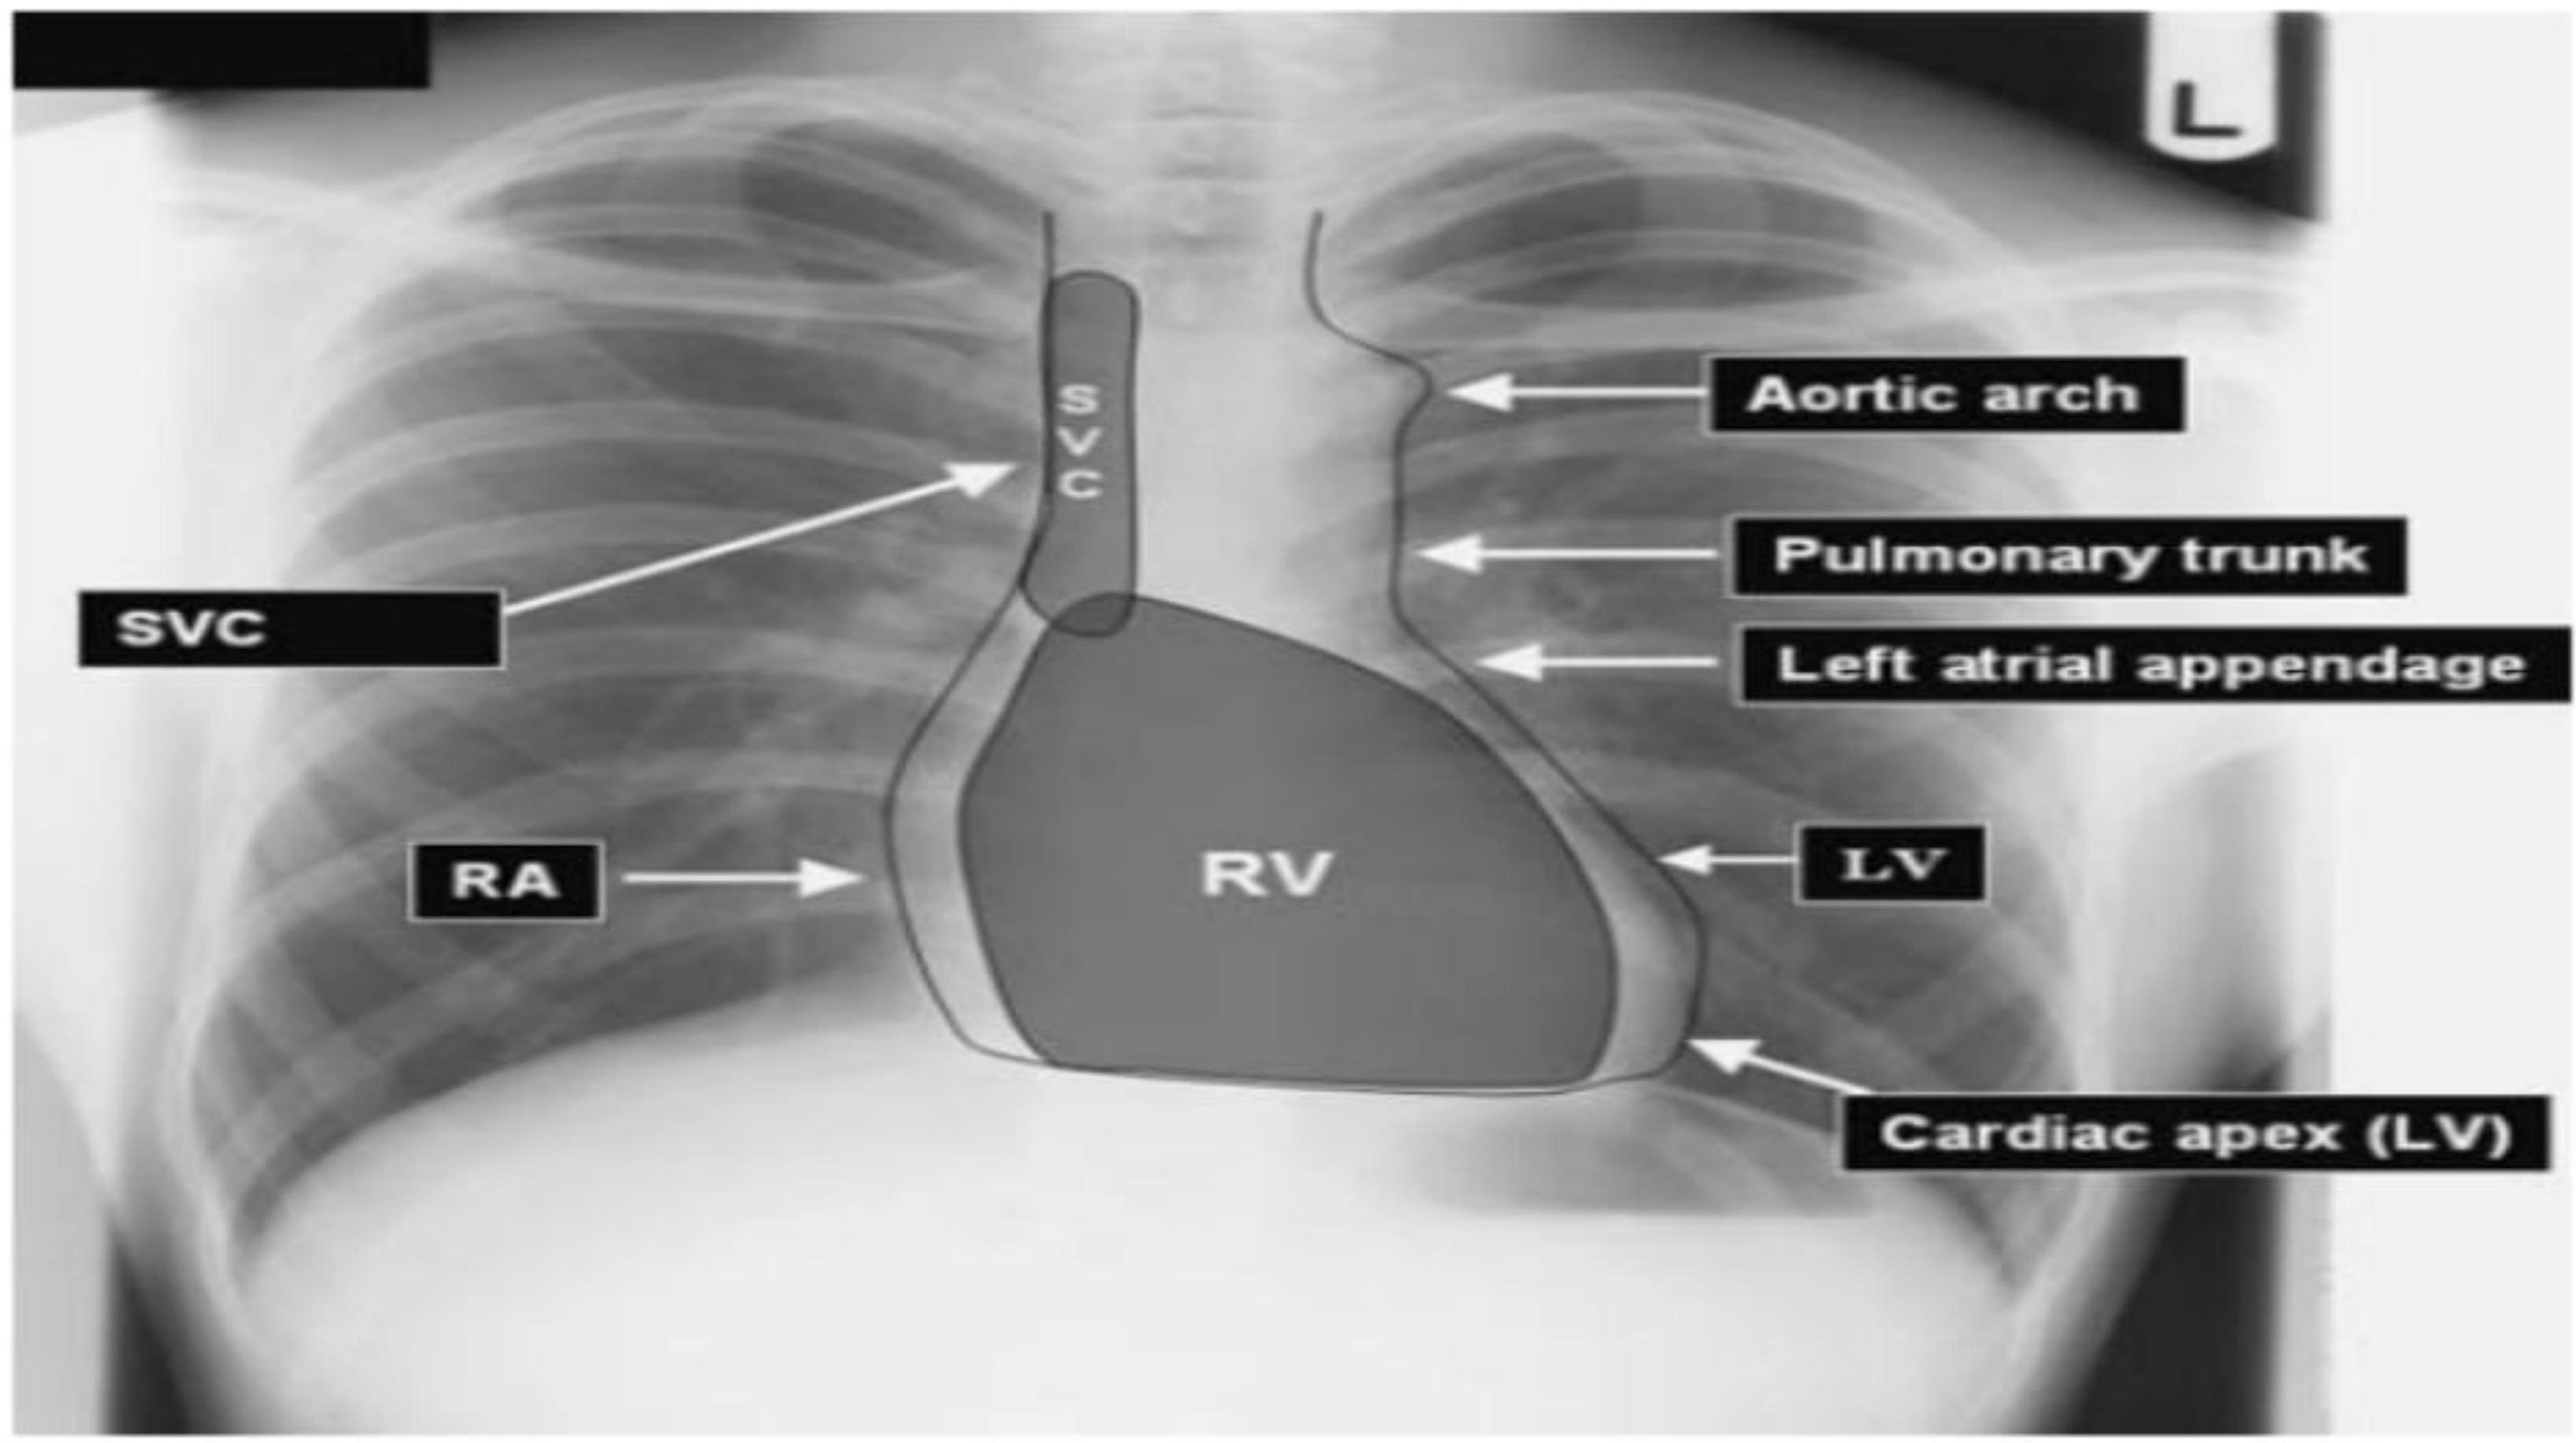 L
Aortic arch
S
V
C
Pulmonary trunk
SVC
Left atrial appendage
RA
RV
LV
Cardiac apex (LV)